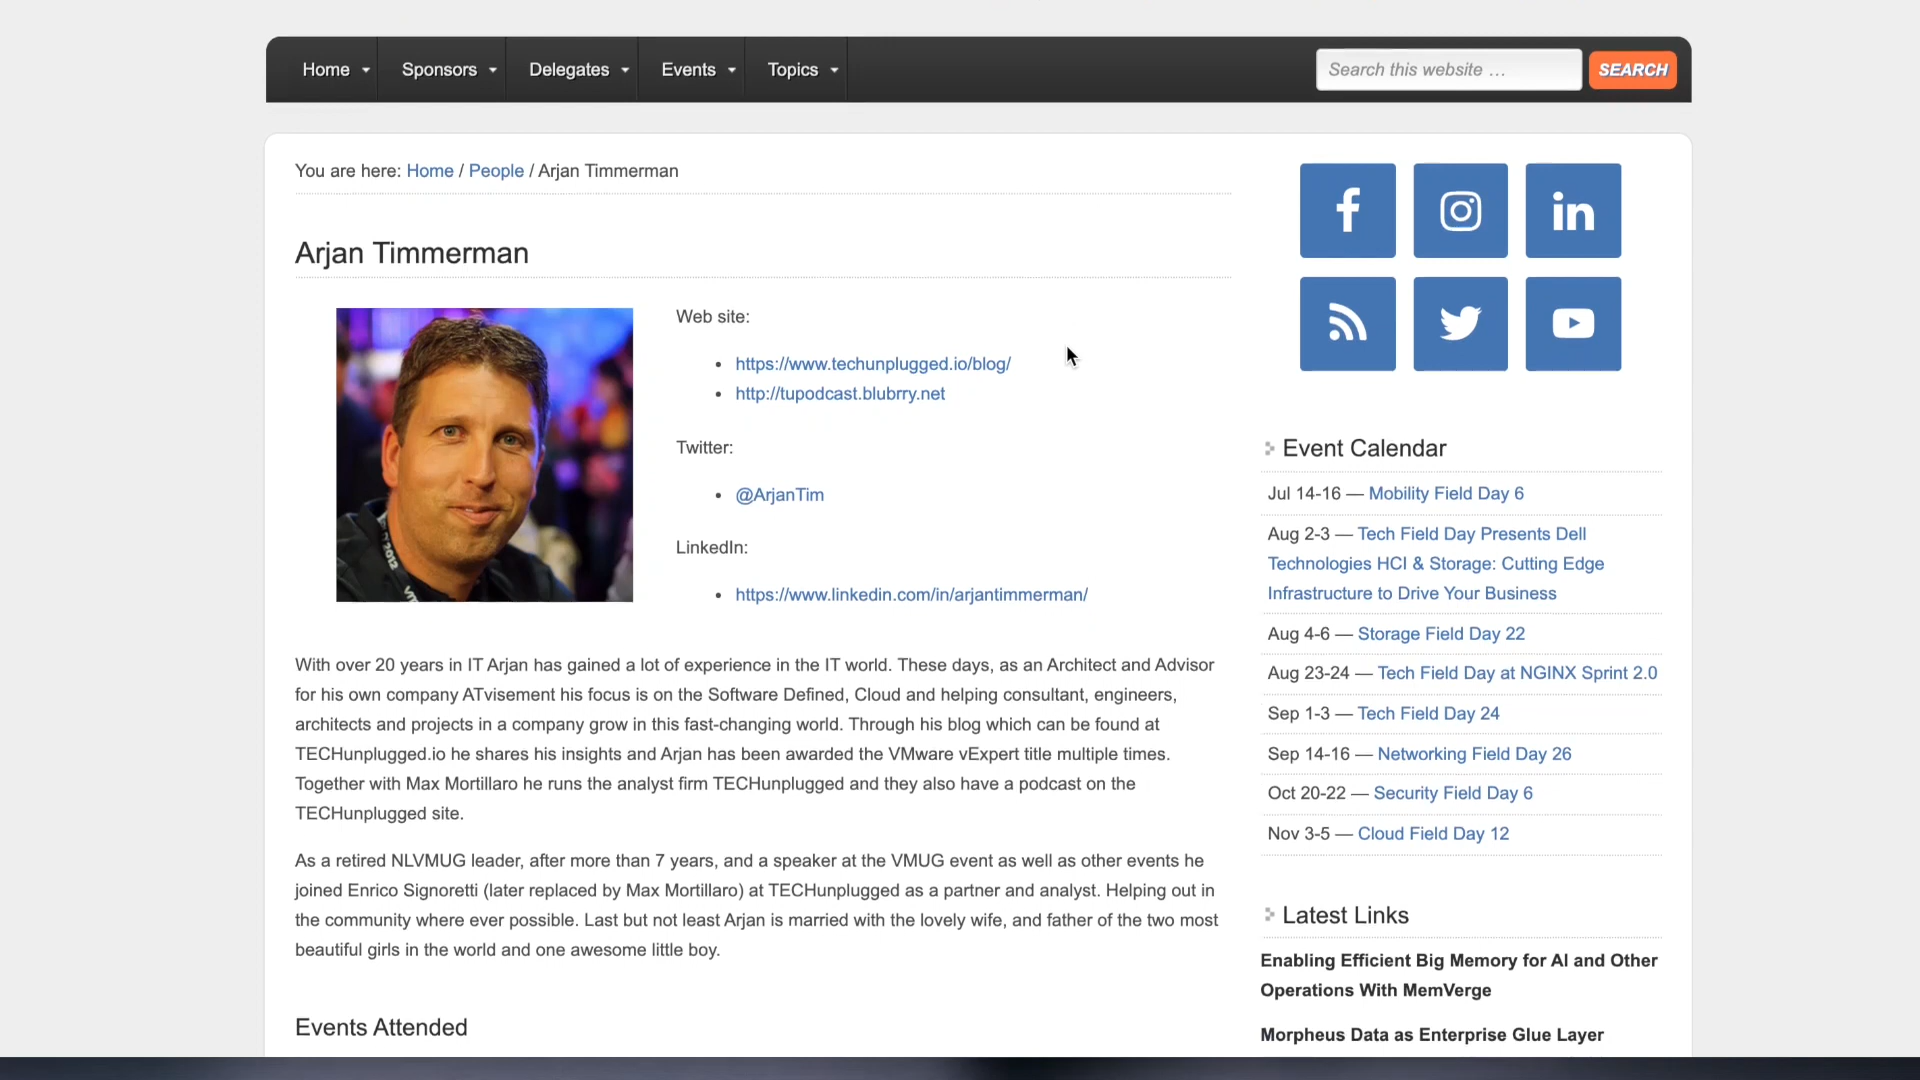 Home
Sponsors
Delegates
Events
Topics
Search this website …
SEARCH
You are here: Home / People / Arjan Timmerman
Arjan Timmerman
Web site:
https://www.techunplugged.io/blog/
http://tupodcast.blubrry.net
Twitter:
@ArjanTim
LinkedIn:
https://www.linkedin.com/in/arjantimmerman/
2012
With over 20 years in IT Arjan has gained a lot of experience in the IT world. These days, as an Architect and Advisor
for his own company ATvisement his focus is on the Software Defined, Cloud and helping consultant, engineers,
architects and projects in a company grow in this fast-changing world. Through his blog which can be found at
TECHunplugged.io he shares his insights and Arjan has been awarded the VMware vExpert title multiple times.
Together with Max Mortillaro he runs the analyst firm TECHunplugged and they also have a podcast on the
TECHunplugged site.
As a retired NLVMUG leader, after more than 7 years, and a speaker at the VMUG event as well as other events he
joined Enrico Signoretti (later replaced by Max Mortillaro) at TECHunplugged as a partner and analyst. Helping out in
the community where ever possible. Last but not least Arjan is married with the lovely wife, and father of the two most
beautiful girls in the world and one awesome little boy.
Events Attended
Event Calendar
Jul 14-16 — Mobility Field Day 6
Aug 2-3 — Tech Field Day Presents Dell
Technologies HCI & Storage: Cutting Edge
Infrastructure to Drive Your Business
Aug 4-6 — Storage Field Day 22
Aug 23-24 — Tech Field Day at NGINX Sprint 2.0
Sep 1-3 — Tech Field Day 24
Sep 14-16 — Networking Field Day 26
Oct 20-22 — Security Field Day 6
Nov 3-5 — Cloud Field Day 12
Latest Links
Enabling Efficient Big Memory for AI and Other
Operations With MemVerge
Morpheus Data as Enterprise Glue Layer